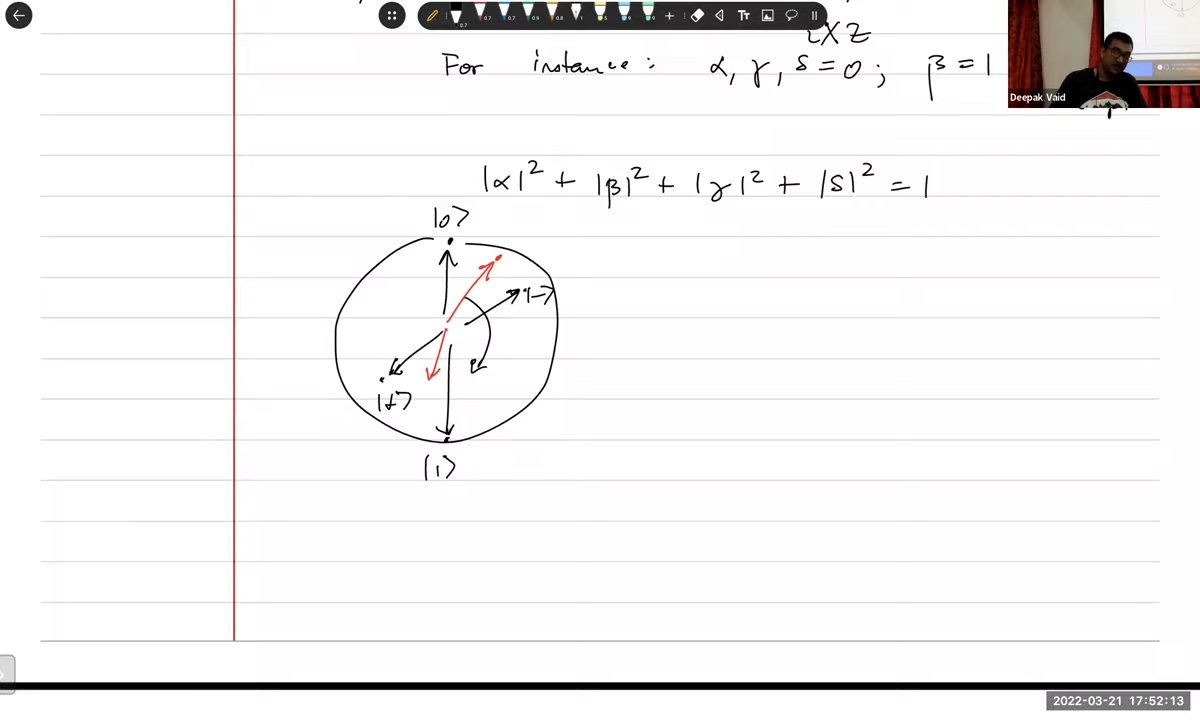 iXZ
For instance: α, γ, δ = 0; β = 1
Deepak Vaid
|α|² + |β|² + |γ|² + |δ|² = 1
|0⟩
|-⟩
|+⟩
|1⟩
2022-03-21 17:52:13